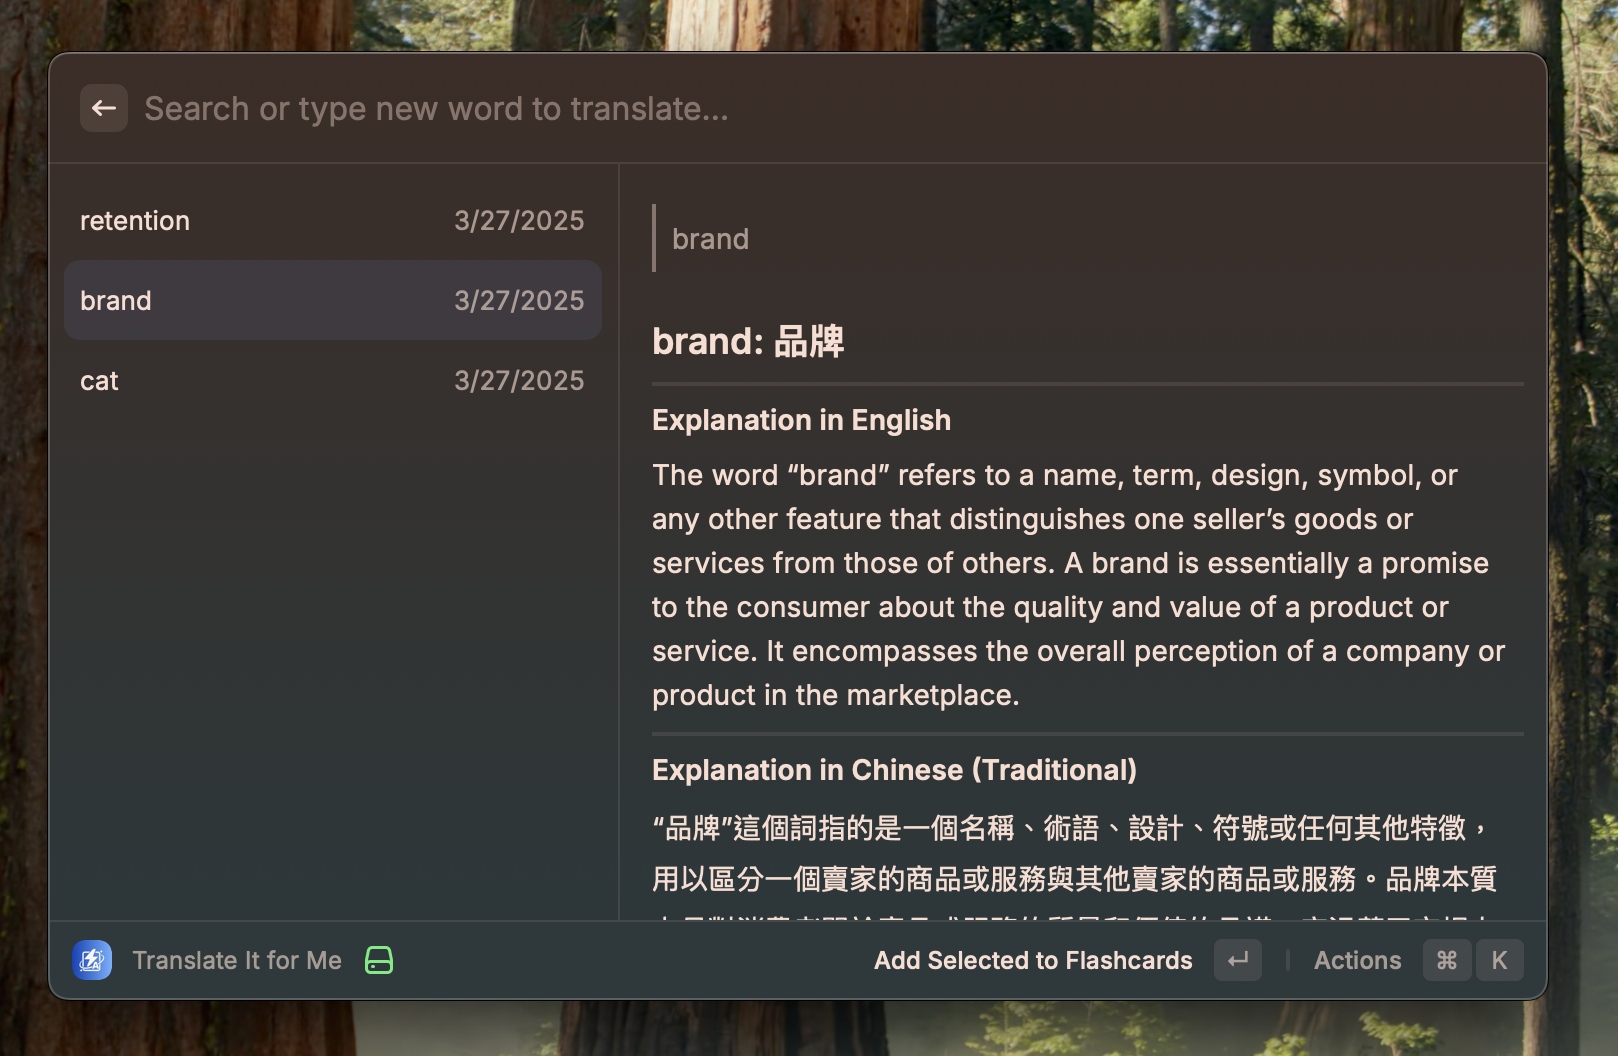 Search or type new word to translate...
retention 3/27/2025
brand 3/27/2025
cat 3/27/2025
brand
brand: 品牌
Explanation in English
The word “brand” refers to a name, term, design, symbol, or
any other feature that distinguishes one seller’s goods or
services from those of others. A brand is essentially a promise
to the consumer about the quality and value of a product or
service. It encompasses the overall perception of a company or
product in the marketplace.
Explanation in Chinese (Traditional)
“品牌”這個詞指的是一個名稱、術語、設計、符號或任何其他特徵，
用以區分一個賣家的商品或服務與其他賣家的商品或服務。品牌本質
Translate It for Me
Add Selected to Flashcards ↵ Actions ⌘ K